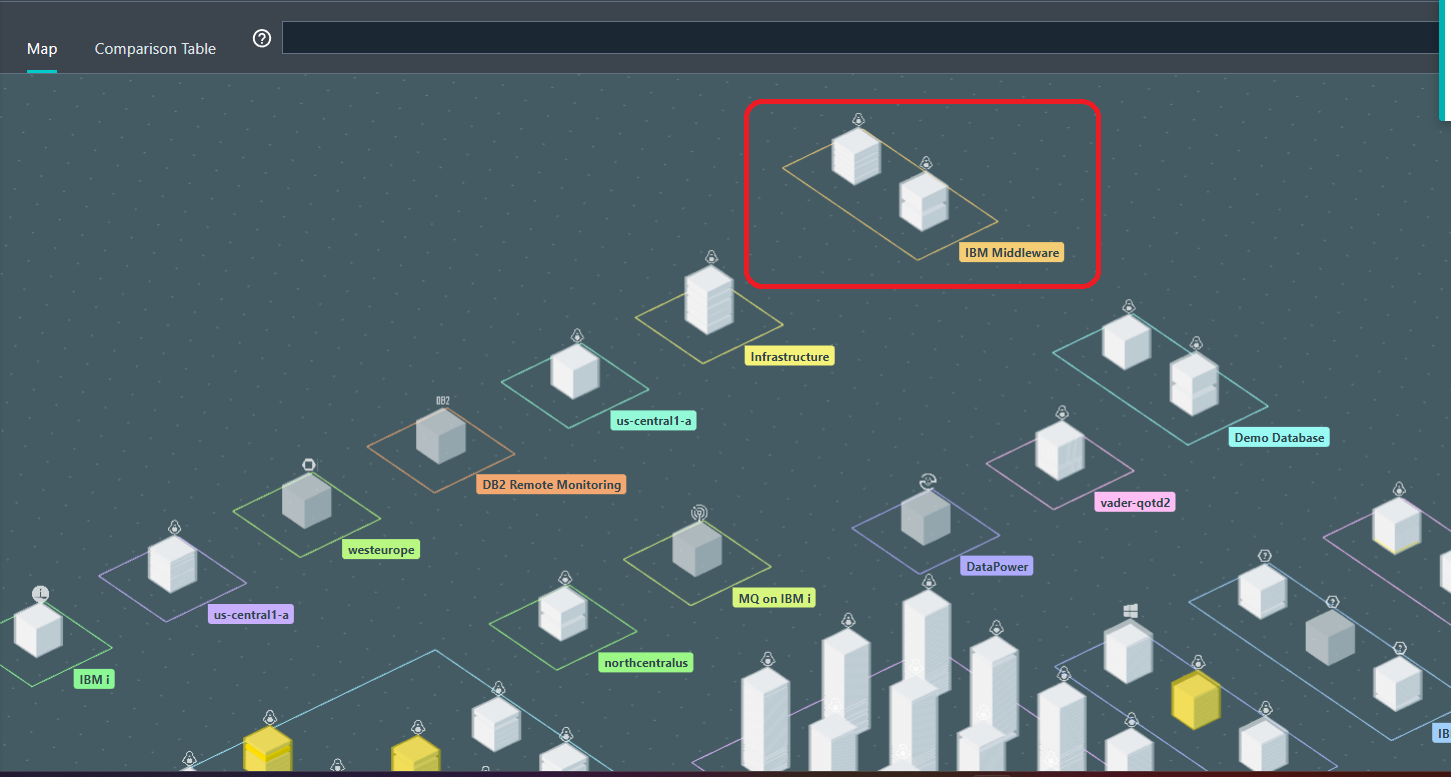 Map
Comparison Table
?
IBM Middleware
Infrastructure
us-central1-a
Demo Database
DB2
DB2 Remote Monitoring
vader-qotd2
westeurope
DataPower
MQ on IBM i
us-central1-a
northcentralus
i
IBM i
?
?
?
IB